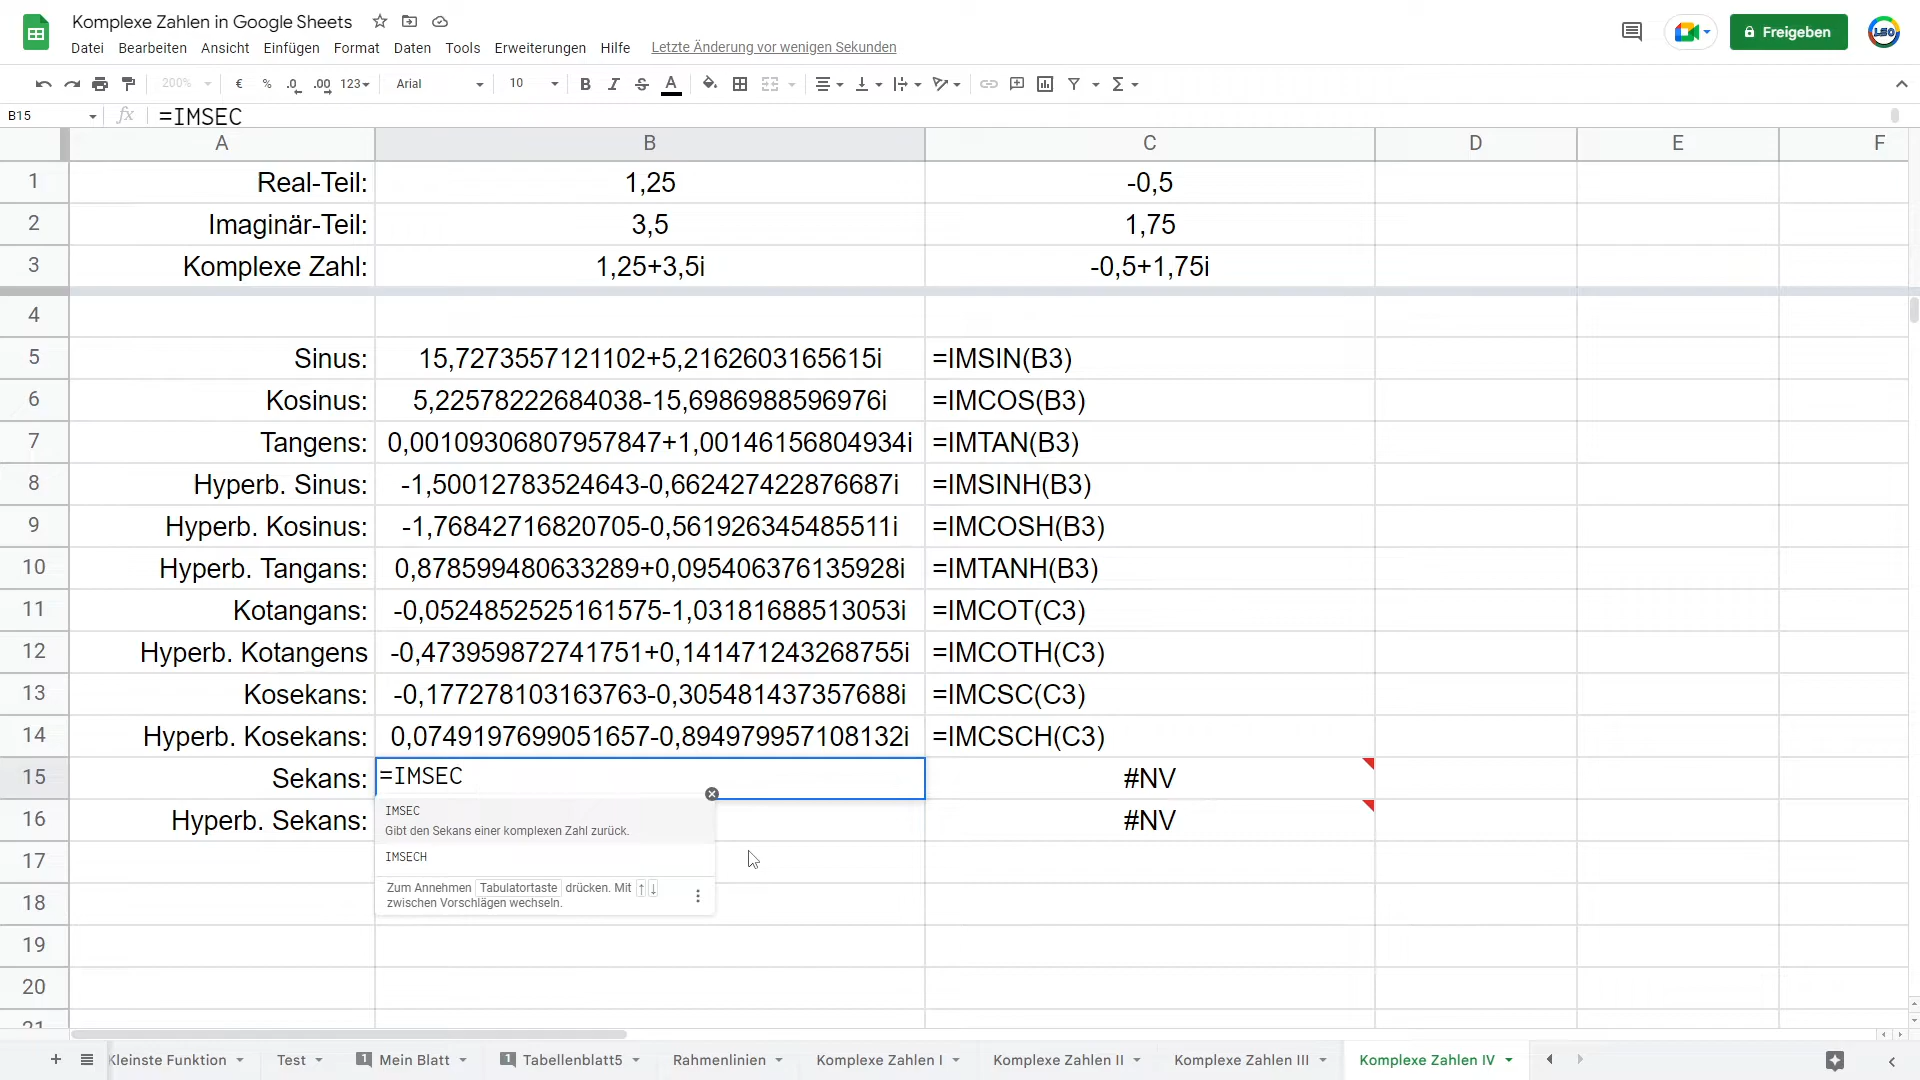 Komplexe Zahlen in Google Sheets
Datei Bearbeiten Ansicht Einfügen Format Daten Tools Erweiterungen Hilfe Letzte Änderung vor wenigen Sekunden
Freigeben
LSO
200% € % .0 .00 123 Arial 10 B I S A Σ
B15 fx =IMSEC
A B C D E F
1 Real-Teil: 1,25 -0,5
2 Imaginär-Teil: 3,5 1,75
3 Komplexe Zahl: 1,25+3,5i -0,5+1,75i
4
5 Sinus: 15,7273557121102+5,2162603165615i =IMSIN(B3)
6 Kosinus: 5,22578222684038-15,6986988596976i =IMCOS(B3)
7 Tangens: 0,00109306807957847+1,00146156804934i =IMTAN(B3)
8 Hyperb. Sinus: -1,50012783524643-0,662427422876687i =IMSINH(B3)
9 Hyperb. Kosinus: -1,76842716820705-0,561926345485511i =IMCOSH(B3)
10 Hyperb. Tangans: 0,878599480633289+0,095406376135928i =IMTANH(B3)
11 Kotangans: -0,0524852525161575-1,03181688513053i =IMCOT(C3)
12 Hyperb. Kotangens -0,473959872741751+0,141471243268755i =IMCOTH(C3)
13 Kosekans: -0,177278103163763-0,305481437357688i =IMCSC(C3)
14 Hyperb. Kosekans: 0,0749197699051657-0,894979957108132i =IMCSCH(C3)
15 Sekans: =IMSEC #NV
16 Hyperb. Sekans: #NV
IMSEC
Gibt den Sekans einer komplexen Zahl zurück.
IMSECH
Zum Annehmen Tabulatortaste drücken. Mit ↑ ↓
zwischen Vorschlägen wechseln.
17
18
19
20
21
Kleinste Funktion Test 1 Mein Blatt 1 Tabellenblatt5 Rahmenlinien Komplexe Zahlen I Komplexe Zahlen II Komplexe Zahlen III Komplexe Zahlen IV